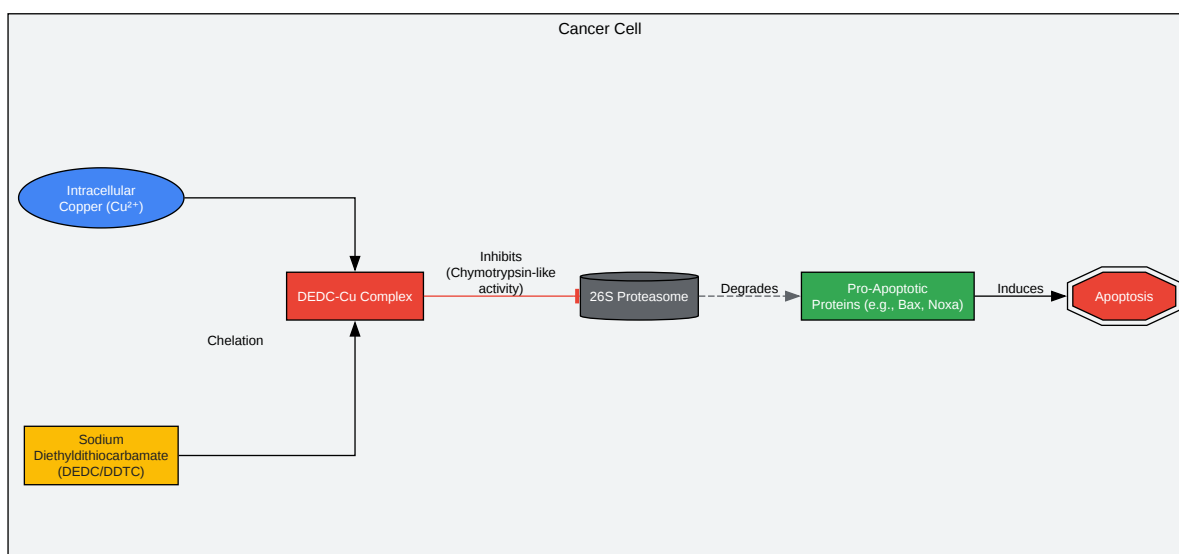 Cancer Cell
Intracellular
Copper (Cu²⁺)
Inhibits
(Chymotrypsin-like
activity)
DEDC-Cu Complex
26S Proteasome
Degrades
Pro-Apoptotic
Proteins (e.g., Bax, Noxa)
Induces
Apoptosis
Chelation
Sodium
Diethyldithiocarbamate
(DEDC/DDTC)